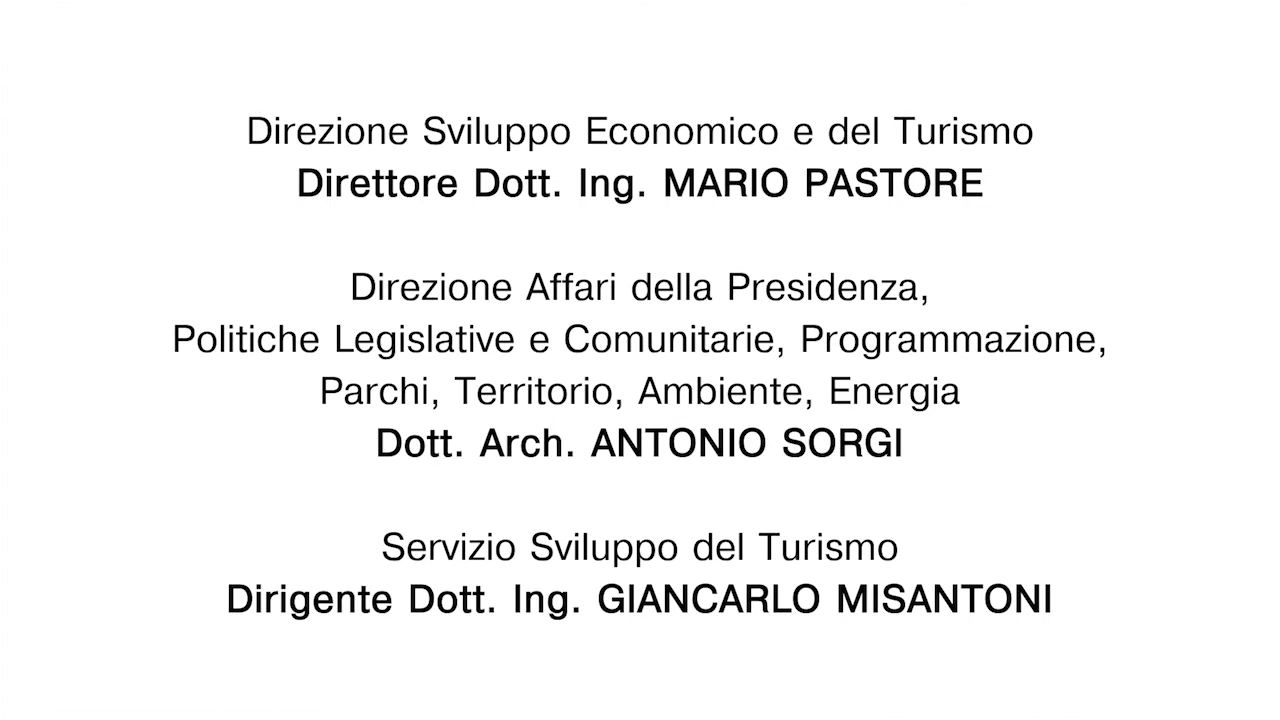 Direzione Sviluppo Economico e del Turismo
Direttore Dott. Ing. MARIO PASTORE
Direzione Affari della Presidenza,
Politiche Legislative e Comunitarie, Programmazione,
Parchi, Territorio, Ambiente, Energia
Dott. Arch. ANTONIO SORGI
Servizio Sviluppo del Turismo
Dirigente Dott. Ing. GIANCARLO MISANTONI